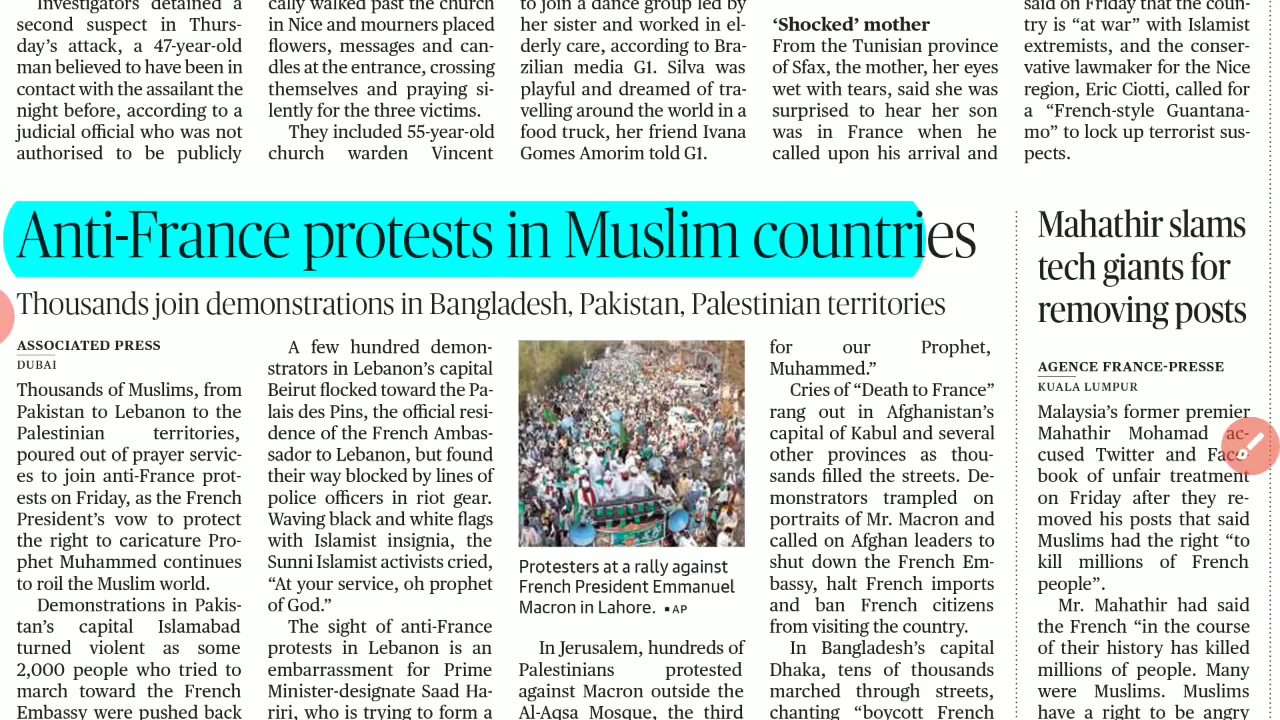 Investigators detained a
second suspect in Thurs-
day's attack, a 47-year-old
man believed to have been in
contact with the assailant the
night before, according to a
judicial official who was not
authorised to be publicly
cally walked past the church
in Nice and mourners placed
flowers, messages and can-
dles at the entrance, crossing
themselves and praying si-
lently for the three victims.
They included 55-year-old
church warden Vincent
to join a dance group led by
her sister and worked in el-
derly care, according to Bra-
zilian media G1. Silva was
playful and dreamed of tra-
velling around the world in a
food truck, her friend Ivana
Gomes Amorim told G1.
‘Shocked’ mother
From the Tunisian province
of Sfax, the mother, her eyes
wet with tears, said she was
surprised to hear her son
was in France when he
called upon his arrival and
said on Friday that the coun-
try is “at war” with Islamist
extremists, and the conser-
vative lawmaker for the Nice
region, Eric Ciotti, called for
a “French-style Guantana-
mo” to lock up terrorist sus-
pects.
Anti-France protests in Muslim countries
Thousands join demonstrations in Bangladesh, Pakistan, Palestinian territories
ASSOCIATED PRESS
DUBAI
Thousands of Muslims, from
Pakistan to Lebanon to the
Palestinian territories,
poured out of prayer servic-
es to join anti-France prot-
ests on Friday, as the French
President's vow to protect
the right to caricature Pro-
phet Muhammed continues
to roil the Muslim world.
Demonstrations in Pakis-
tan's capital Islamabad
turned violent as some
2,000 people who tried to
march toward the French
Embassy were pushed back
A few hundred demon-
strators in Lebanon's capital
Beirut flocked toward the Pa-
lais des Pins, the official resi-
dence of the French Ambas-
sador to Lebanon, but found
their way blocked by lines of
police officers in riot gear.
Waving black and white flags
with Islamist insignia, the
Sunni Islamist activists cried,
“At your service, oh prophet
of God.”
The sight of anti-France
protests in Lebanon is an
embarrassment for Prime
Minister-designate Saad Ha-
riri, who is trying to form a
Protesters at a rally against
French President Emmanuel
Macron in Lahore. ▪ AP
In Jerusalem, hundreds of
Palestinians protested
against Macron outside the
Al-Aqsa Mosque, the third
for our Prophet,
Muhammed.”
Cries of “Death to France”
rang out in Afghanistan's
capital of Kabul and several
other provinces as thou-
sands filled the streets. De-
monstrators trampled on
portraits of Mr. Macron and
called on Afghan leaders to
shut down the French Em-
bassy, halt French imports
and ban French citizens
from visiting the country.
In Bangladesh's capital
Dhaka, tens of thousands
marched through streets,
chanting “boycott French
Mahathir slams
tech giants for
removing posts
AGENCE FRANCE-PRESSE
KUALA LUMPUR
Malaysia's former premier
Mahathir Mohamad ac-
cused Twitter and Face-
book of unfair treatment
on Friday after they re-
moved his posts that said
Muslims had the right “to
kill millions of French
people”.
Mr. Mahathir had said
the French “in the course
of their history has killed
millions of people. Many
were Muslims. Muslims
have a right to be angry